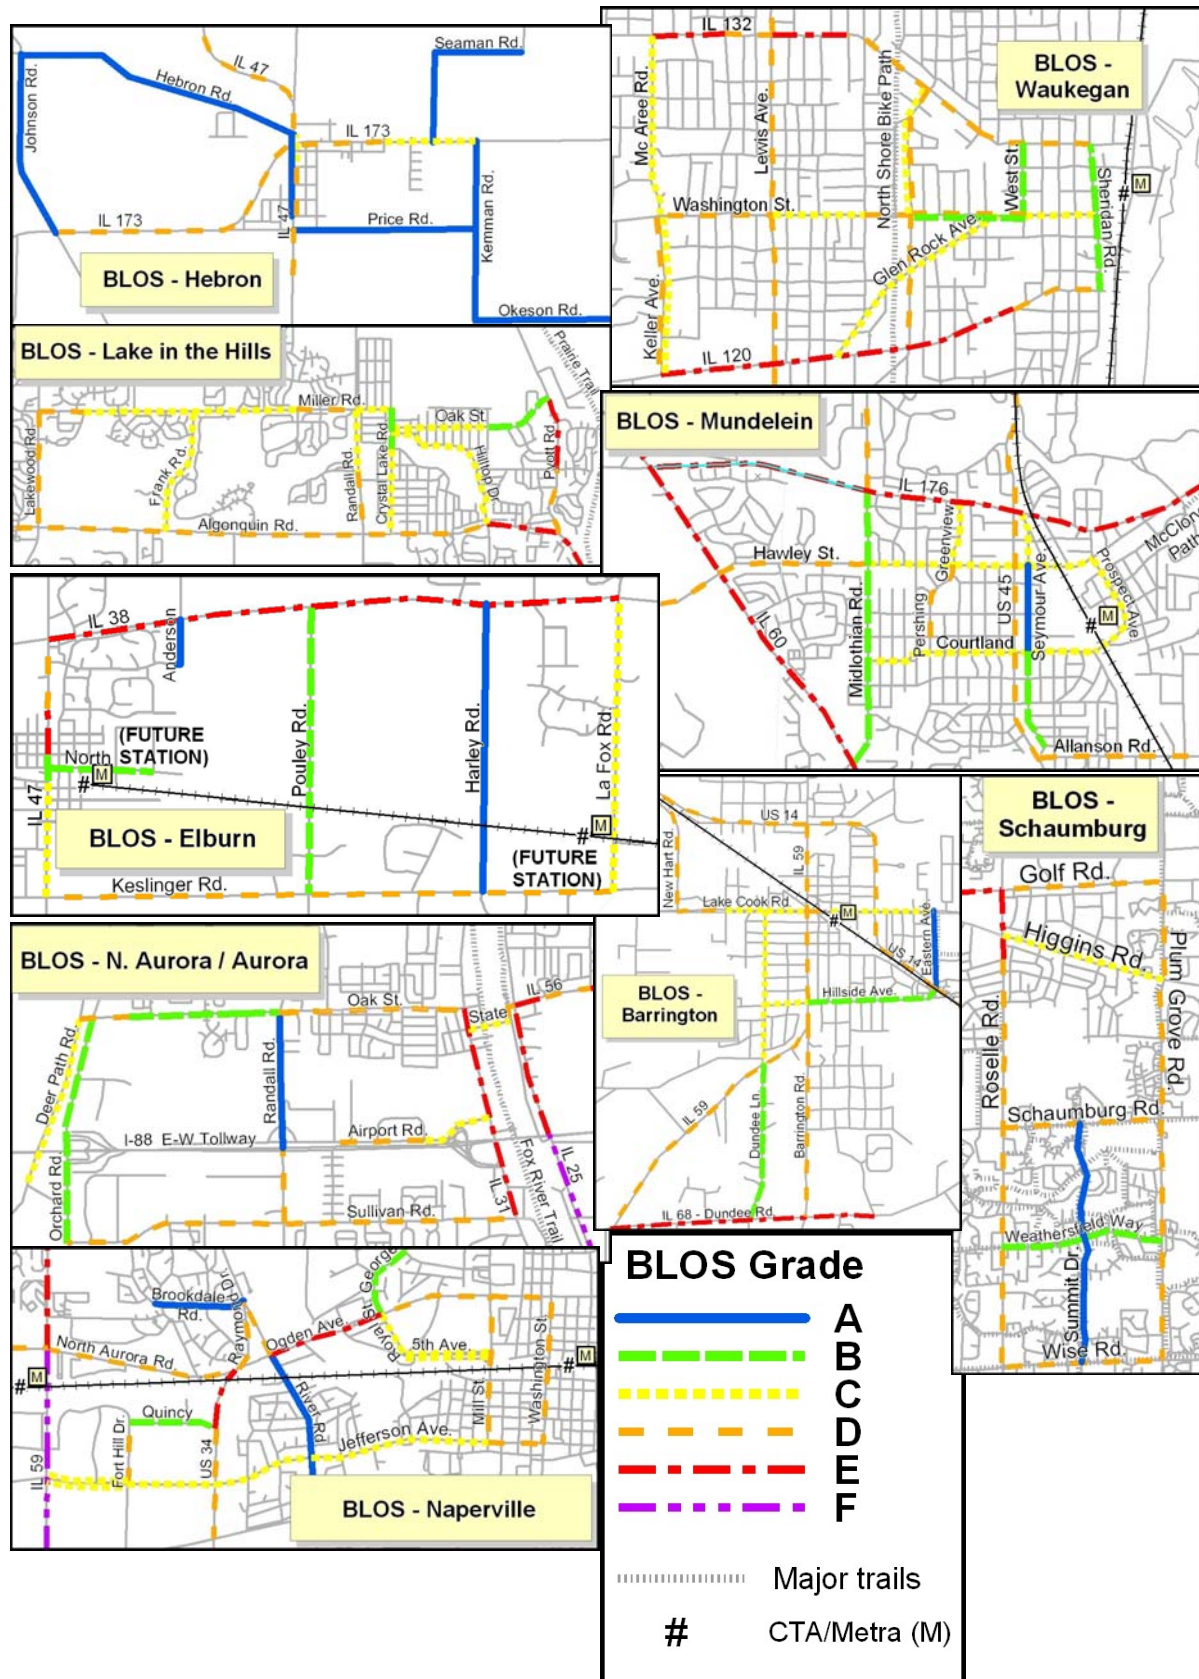 Seaman Rd.
IL 47
Hebron Rd.
Johnson Rd.
IL 173
IL 173
IL 47
Price Rd.
Kemman Rd.
BLOS - Hebron
Okeson Rd.
IL 132
BLOS -
Waukegan
Mc Aree Rd.
Lewis Ave.
North Shore Bike Path
West St.
M
#
Sheridan Rd.
Washington St.
Glen Rock Ave.
Keller Ave.
IL 120
BLOS - Lake in the Hills
Prairie Trail
Miller Rd.
Oak St.
Lakewood Rd.
Frank Rd.
Randall Rd.
Crystal Lake Rd.
Hilltop Dr.
Pyott Rd.
Algonquin Rd.
BLOS - Mundelein
IL 176
McClory
Path
Hawley St.
Greenview
US 45
Seymour Ave.
Prospect Ave.
M
#
IL 60
Midlothian Rd.
Pershing
Courtland
Allanson Rd.
IL 38
Anderson
(FUTURE
STATION)
North
M
#
Pouley Rd.
Harley Rd.
La Fox Rd.
IL 47
BLOS - Elburn
M
#
(FUTURE
STATION)
Keslinger Rd.
US 14
New Hart Rd.
IL 59
Lake Cook Rd.
M
#
US 14
Eastern Ave.
BLOS -
Barrington
Hillside Ave.
IL 59
Dundee Ln.
Barrington Rd.
IL 68 - Dundee Rd.
BLOS -
Schaumburg
Golf Rd.
Higgins Rd.
Roselle Rd.
Plum Grove Rd.
Schaumburg Rd.
Weathersfield Way
Summit Dr.
Wise Rd.
BLOS - N. Aurora / Aurora
IL 56
Oak St.
State
Deer Path Rd.
Randall Rd.
I-88 E-W Tollway
Airport Rd.
Orchard Rd.
IL 31
Fox River Trail
IL 25
Sullivan Rd.
Brookdale
Rd.
Raymond Dr.
Ogden Ave.
Royal St. George
North Aurora Rd.
5th Ave.
Washington St.
M
#
M
#
Quincy
River Rd
Mill St.
Fort Hill Dr.
US 34
Jefferson Ave.
IL 59
BLOS - Naperville
BLOS Grade
A
B
C
D
E
F
Major trails
# CTA/Metra (M)